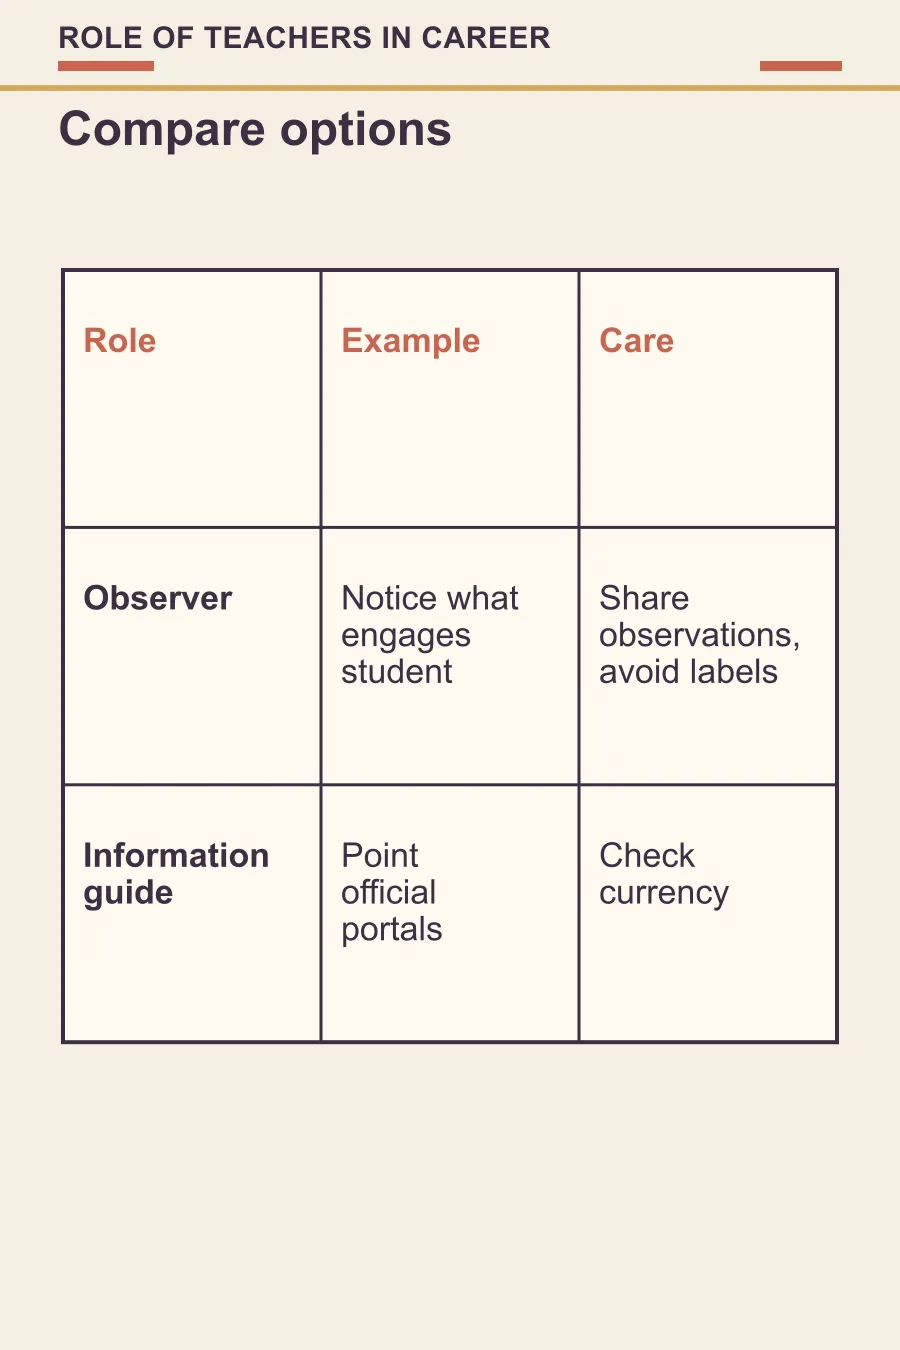 ROLE OF TEACHERS IN CAREER
Compare options
Role
Example
Care
Observer
Notice what
engages
student
Share
observations,
avoid labels
Information
guide
Point
official
portals
Check
currency